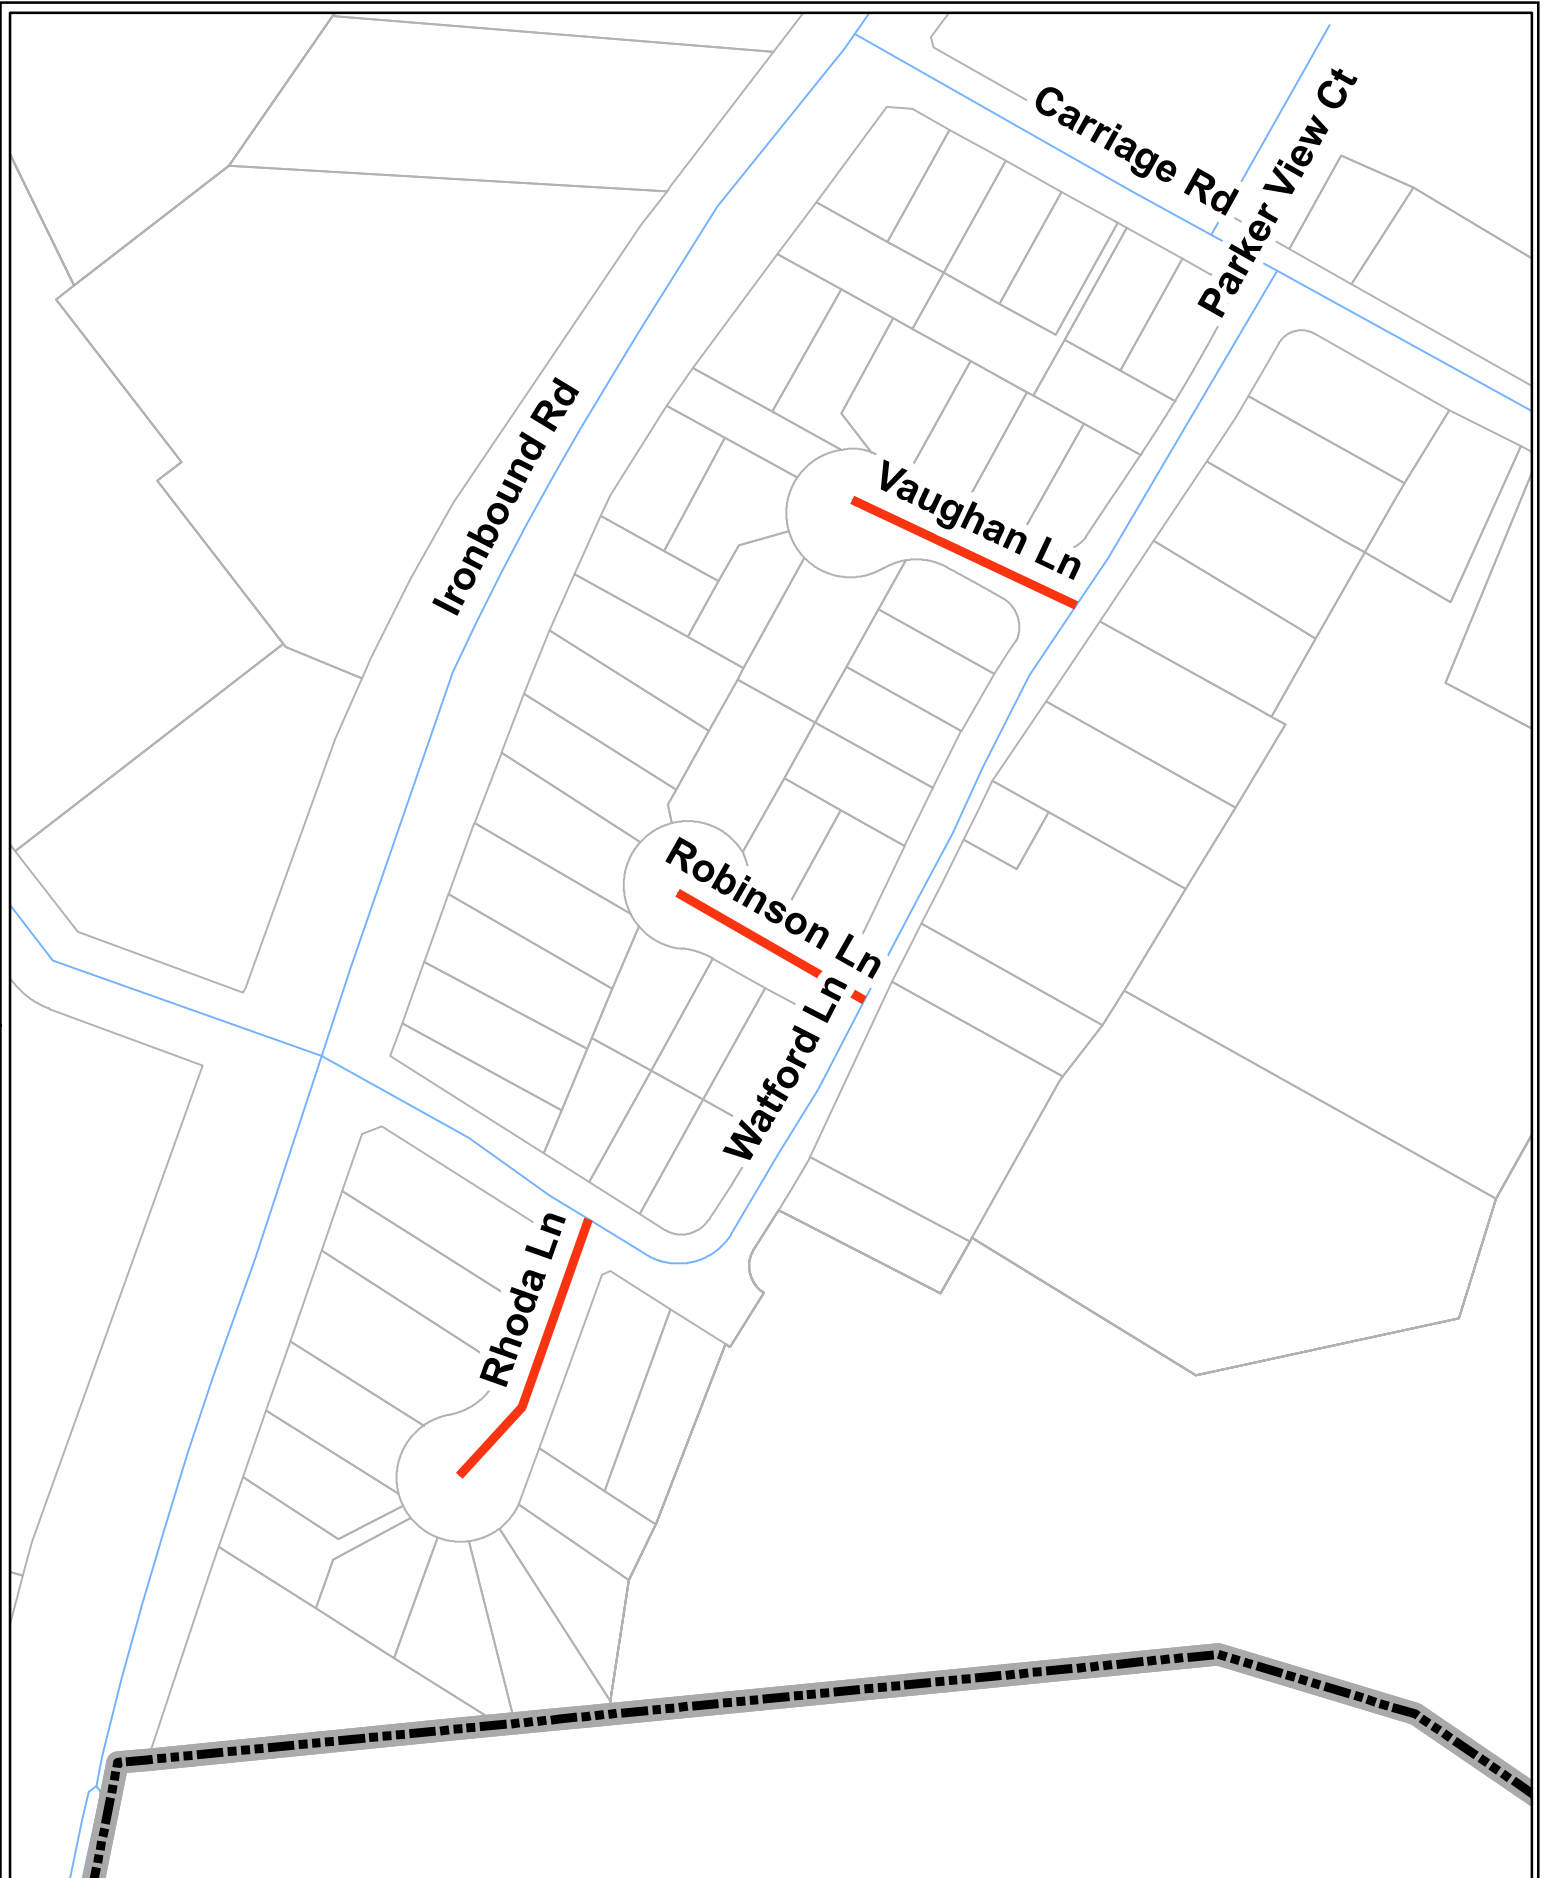 Carriage Rd
Parker View Ct
Ironbound Rd
Vaughan Ln
Robinson Ln
Watford Ln
Rhoda Ln